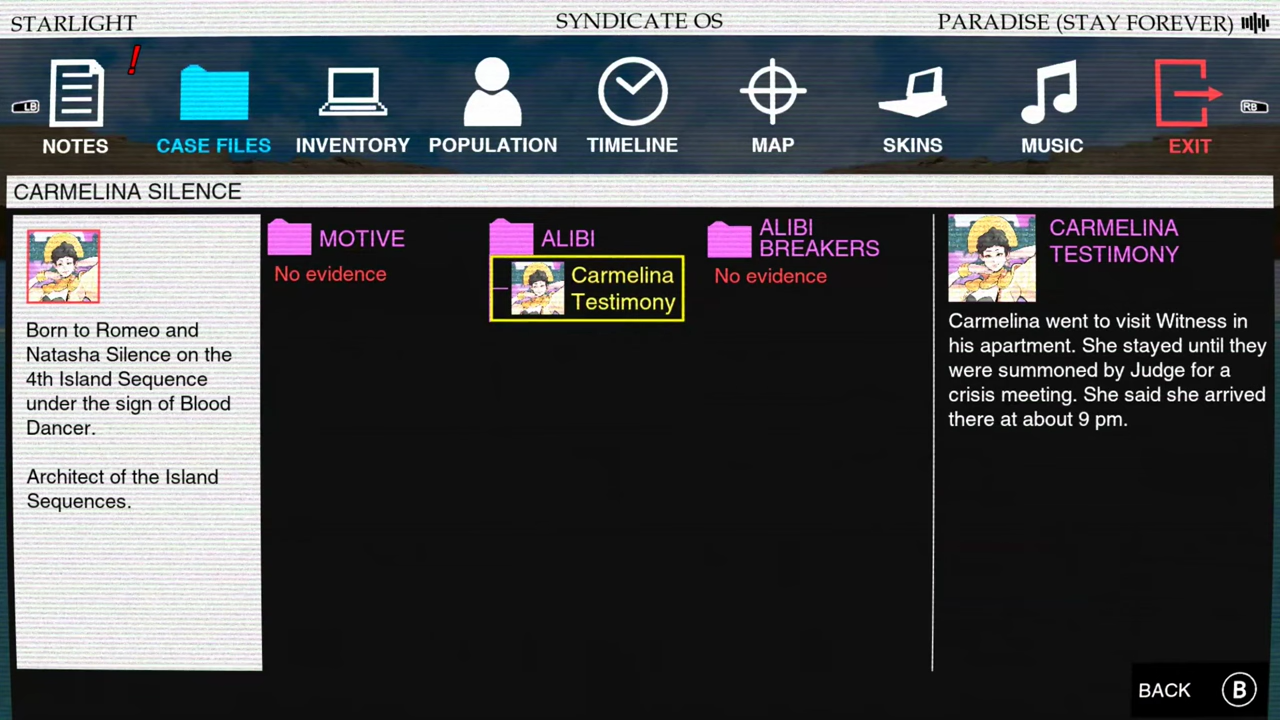 STARLIGHT
SYNDICATE OS
PARADISE (STAY FOREVER)
!
LB
RB
NOTES
CASE FILES
INVENTORY
POPULATION
TIMELINE
MAP
SKINS
MUSIC
EXIT
CARMELINA SILENCE
Born to Romeo and
Natasha Silence on the
4th Island Sequence
under the sign of Blood
Dancer.
Architect of the Island
Sequences.
MOTIVE
No evidence
ALIBI
Carmelina
Testimony
ALIBI
BREAKERS
No evidence
CARMELINA
TESTIMONY
Carmelina went to visit Witness in
his apartment. She stayed until they
were summoned by Judge for a
crisis meeting. She said she arrived
there at about 9 pm.
BACK B